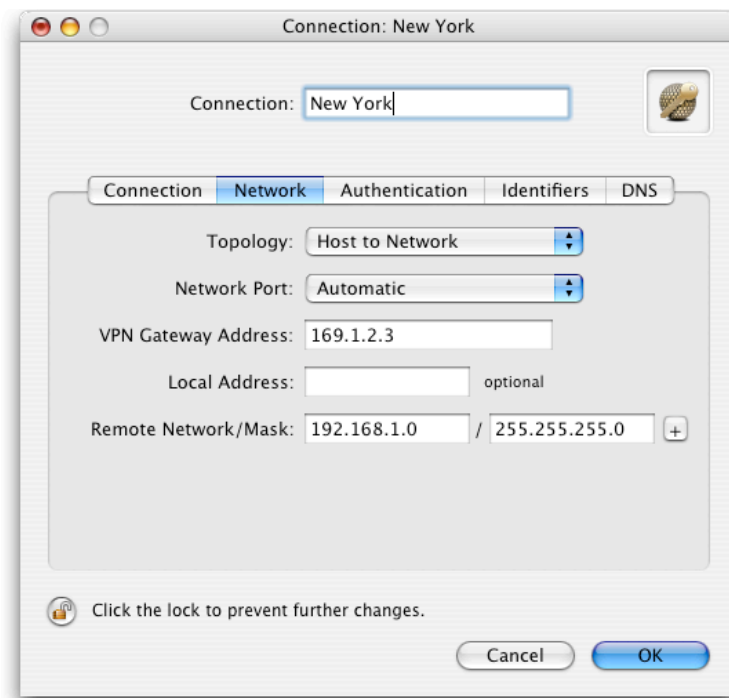 Connection: New York
Connection: New York
Connection Network Authentication Identifiers DNS
Topology: Host to Network
Network Port: Automatic
VPN Gateway Address: 169.1.2.3
Local Address: optional
Remote Network/Mask: 192.168.1.0 / 255.255.255.0 +
Click the lock to prevent further changes.
Cancel OK